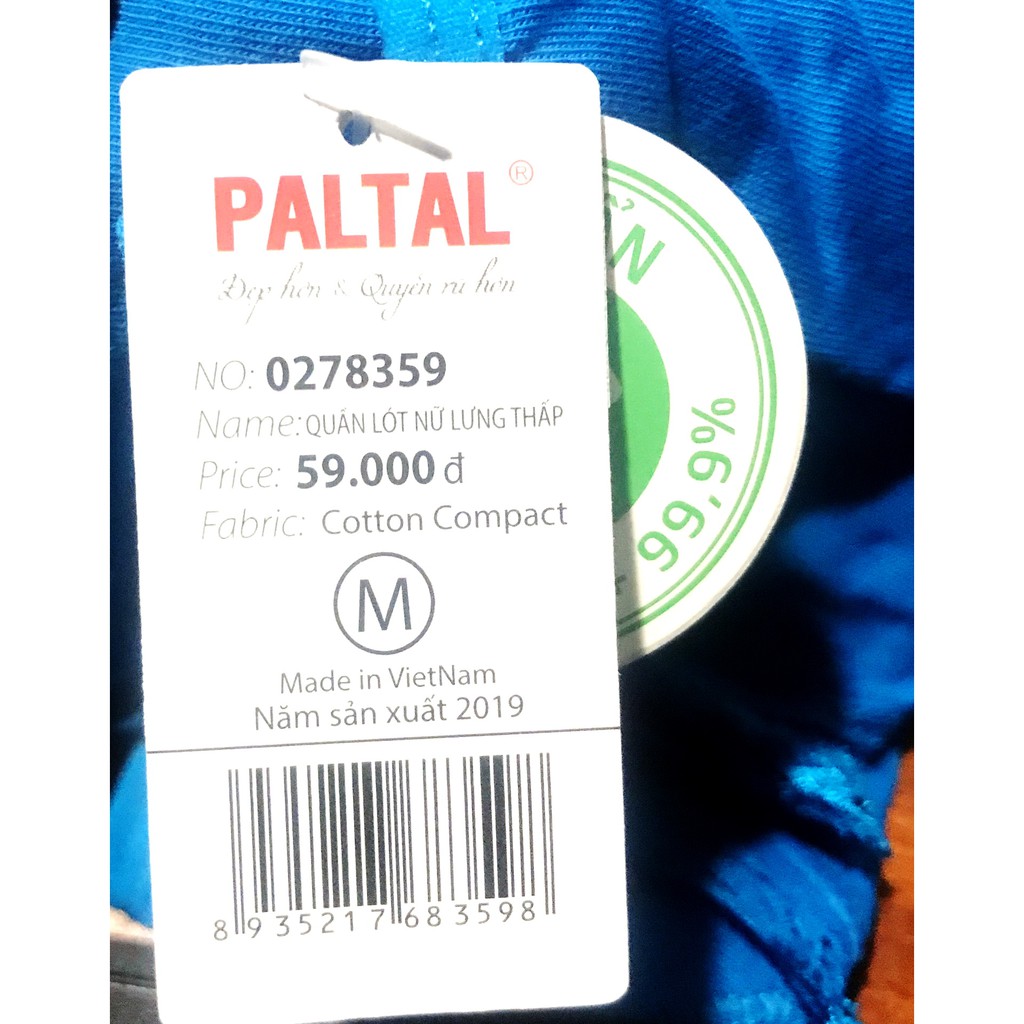 PALTAL®
Đẹp hơn & Quyến rũ hơn
NO: 0278359
Name: QUẦN LÓT NỮ LƯNG THẤP
Price: 59.000 đ
Fabric: Cotton Compact
M
Made in VietNam
Năm sản xuất 2019
8 935217 683598
99,9%